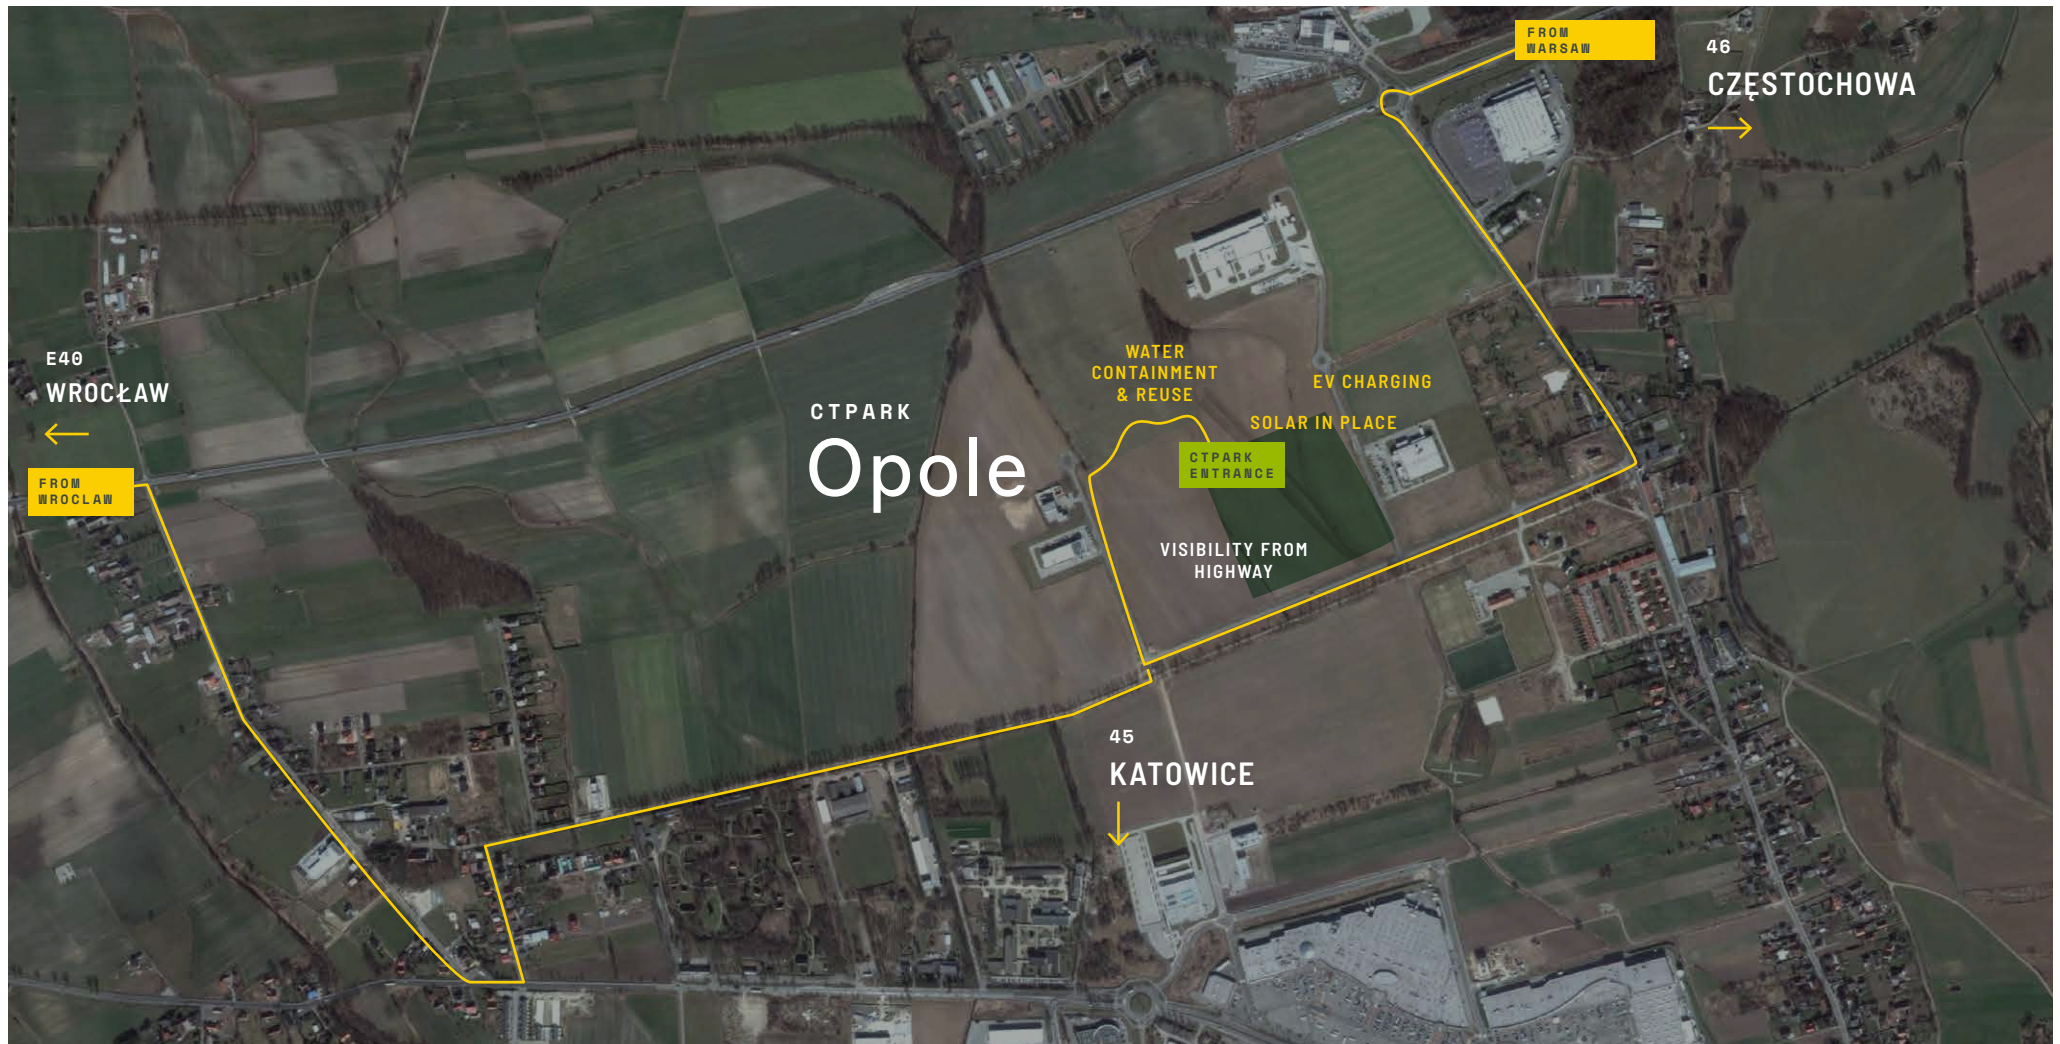 FROM
WARSAW
46
CZĘSTOCHOWA
E40
WROCŁAW
FROM
WROCLAW
CTPARK
Opole
WATER
CONTAINMENT
& REUSE
EV CHARGING
SOLAR IN PLACE
CTPARK
ENTRANCE
VISIBILITY FROM
HIGHWAY
45
KATOWICE